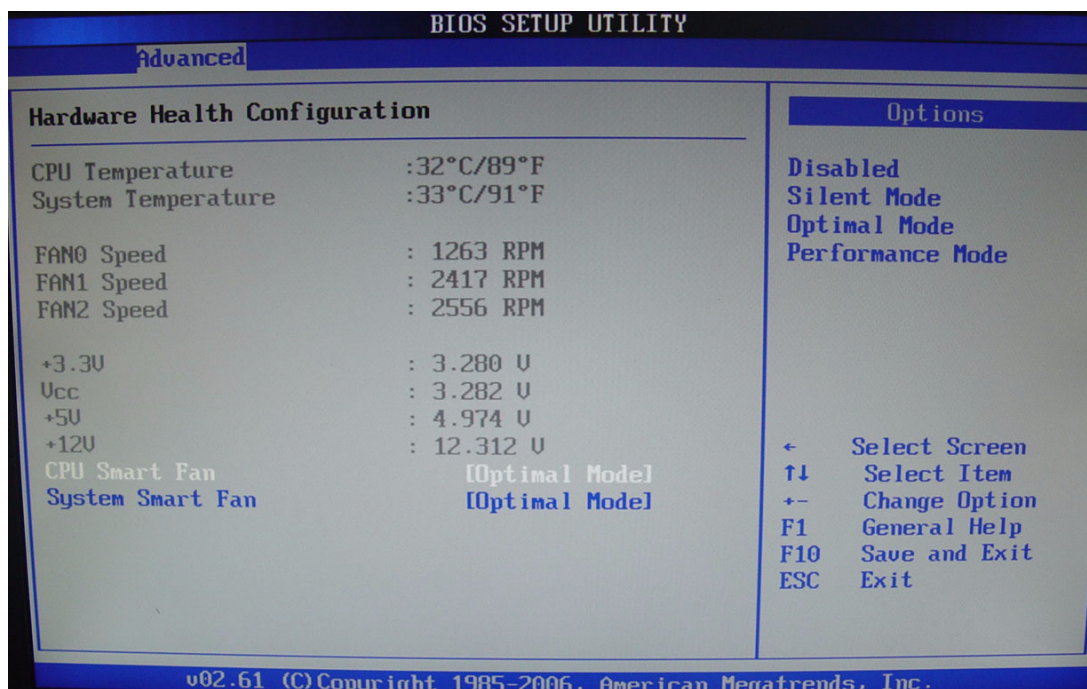 BIOS SETUP UTILITY
Advanced
Hardware Health Configuration
CPU Temperature :32°C/89°F
System Temperature :33°C/91°F
FAN0 Speed : 1263 RPM
FAN1 Speed : 2417 RPM
FAN2 Speed : 2556 RPM
+3.3V : 3.280 V
Vcc : 3.282 V
+5V : 4.974 V
+12V : 12.312 V
CPU Smart Fan [Optimal Mode]
System Smart Fan [Optimal Mode]
Options
Disabled
Silent Mode
Optimal Mode
Performance Mode
← Select Screen
↑↓ Select Item
+- Change Option
F1 General Help
F10 Save and Exit
ESC Exit
v02.61 (C)Copyright 1985-2006, American Megatrends, Inc.